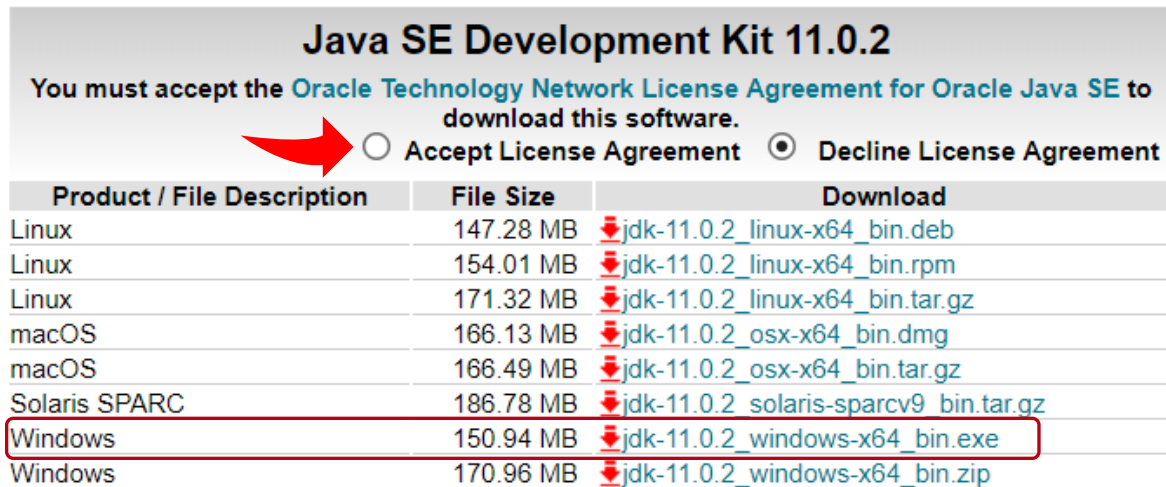 Java SE Development Kit 11.0.2
You must accept the Oracle Technology Network License Agreement for Oracle Java SE to
download this software.
Accept License Agreement Decline License Agreement
Product / File Description File Size Download
Linux 147.28 MB jdk-11.0.2_linux-x64_bin.deb
Linux 154.01 MB jdk-11.0.2_linux-x64_bin.rpm
Linux 171.32 MB jdk-11.0.2_linux-x64_bin.tar.gz
macOS 166.13 MB jdk-11.0.2_osx-x64_bin.dmg
macOS 166.49 MB jdk-11.0.2_osx-x64_bin.tar.gz
Solaris SPARC 186.78 MB jdk-11.0.2_solaris-sparcv9_bin.tar.gz
Windows 150.94 MB jdk-11.0.2_windows-x64_bin.exe
Windows 170.96 MB jdk-11.0.2_windows-x64_bin.zip